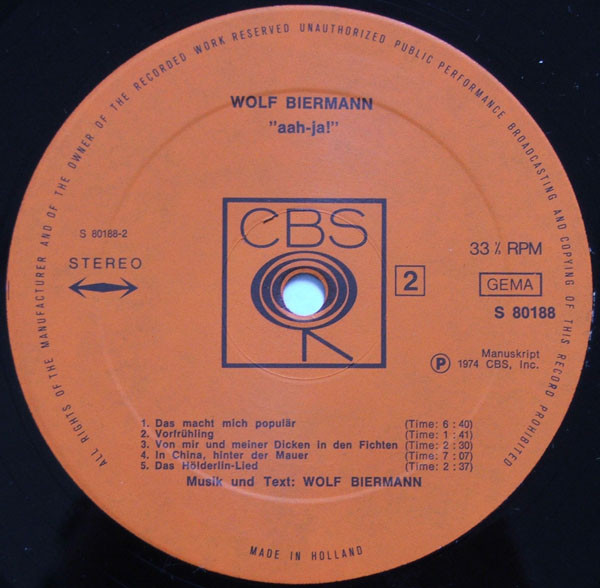 ALL RIGHTS OF THE MANUFACTURER AND OF THE OWNER OF THE RECORDED WORK RESERVED UNAUTHORIZED PUBLIC PERFORMANCE BROADCASTING AND COPYING OF THIS RECORD PROHIBITED
WOLF BIERMANN
"aah-ja!"
CBS
S 80188-2
STEREO
2
33⅓ RPM
GEMA
S 80188
Manuskript
℗ 1974 CBS, Inc.
1. Das macht mich populär (Time: 6 : 40)
2. Vorfrühling (Time: 1 : 41)
3. Von mir und meiner Dicken in den Fichten (Time: 2 : 30)
4. In China, hinter der Mauer (Time: 7 : 07)
5. Das Hölderlin-Lied (Time: 2 : 37)
Musik und Text: WOLF BIERMANN
MADE IN HOLLAND